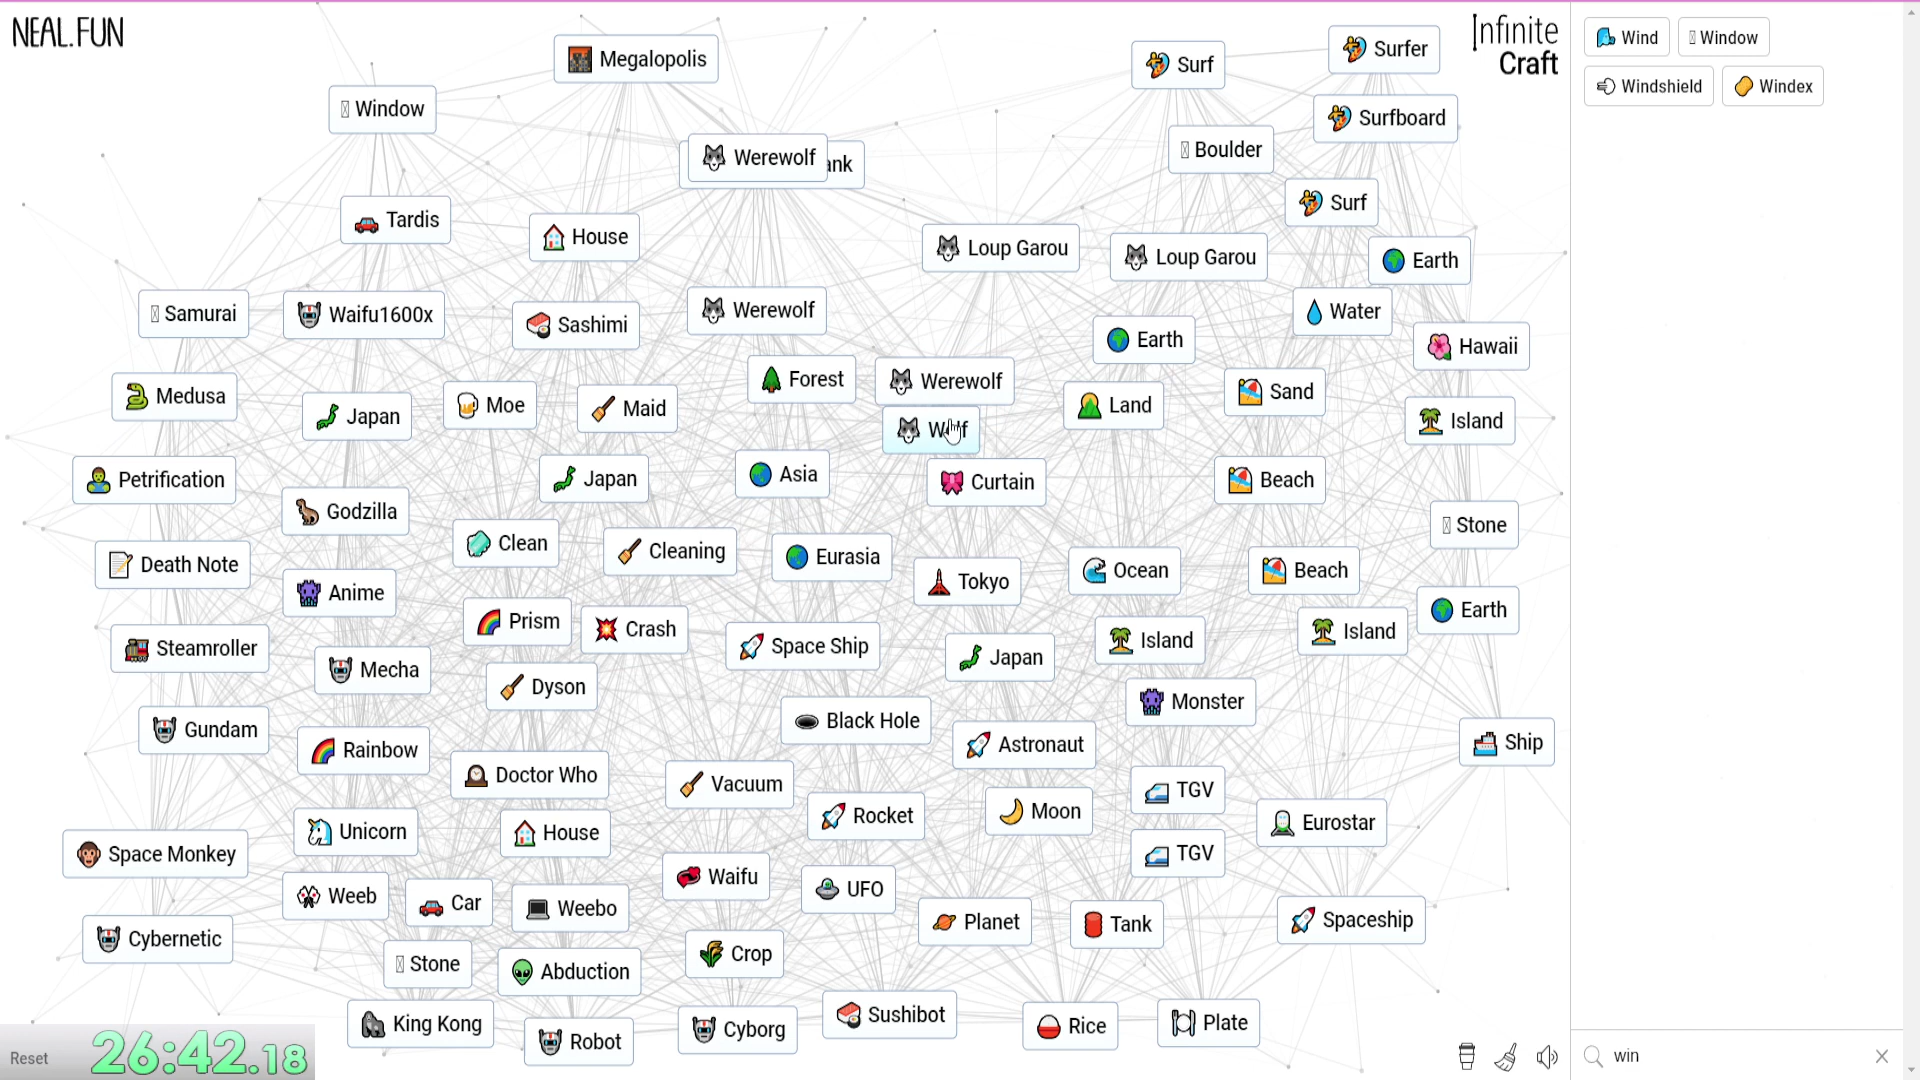 NEAL.FUN
Infinite
Craft
Megalopolis
Surf
Surfer
Window
Surfboard
Werewolf
ank
Boulder
Tardis
House
Surf
Loup Garou
Loup Garou
Earth
Samurai
Waifu1600x
Sashimi
Werewolf
Water
Earth
Hawaii
Medusa
Japan
Moe
Maid
Forest
Werewolf
Land
Sand
Island
Petrification
Japan
Asia
Curtain
Beach
Godzilla
Stone
Death Note
Clean
Cleaning
Eurasia
Tokyo
Ocean
Beach
Anime
Earth
Steamroller
Prism
Crash
Space Ship
Japan
Island
Island
Mecha
Dyson
Monster
Gundam
Rainbow
Black Hole
Astronaut
Ship
Doctor Who
Vacuum
Rocket
Moon
TGV
Eurostar
Space Monkey
Unicorn
House
TGV
Weeb
Car
Weebo
Waifu
UFO
Planet
Tank
Spaceship
Cybernetic
Stone
Abduction
Crop
King Kong
Robot
Cyborg
Sushibot
Rice
Plate
Reset
26:42.18
Wind
Window
Windshield
Windex
win